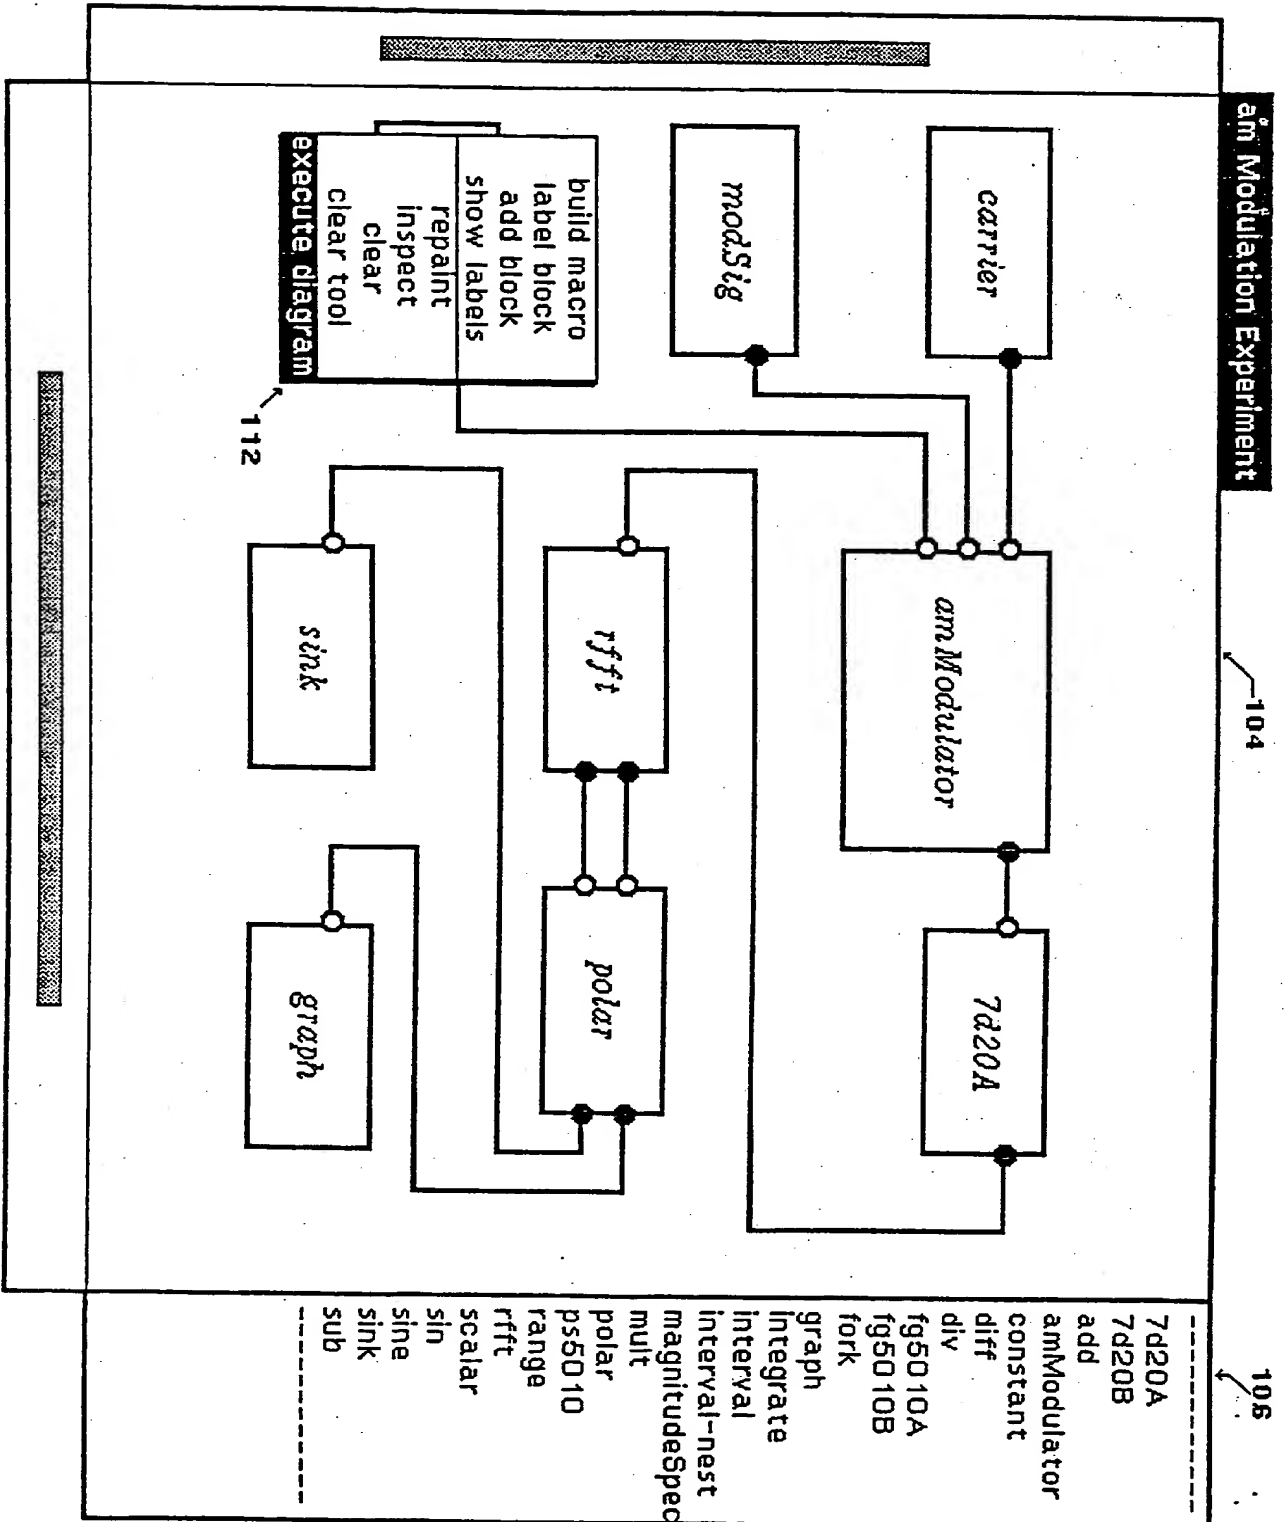 am Modulation Experiment
104
106
carrier
amModulator
7d20A
modSig
rfft
polar
build macro
label block
add block
show labels
repaint
inspect
clear
clear tool
execute diagram
112
sink
graph
--------------
7d20A
7d20B
add
amModulator
constant
diff
div
fg5010A
fg5010B
fork
graph
integrate
interval
interval-nest
magnitudeSpec
mult
polar
ps5010
range
rfft
scalar
sin
sine
sink
sub
--------------